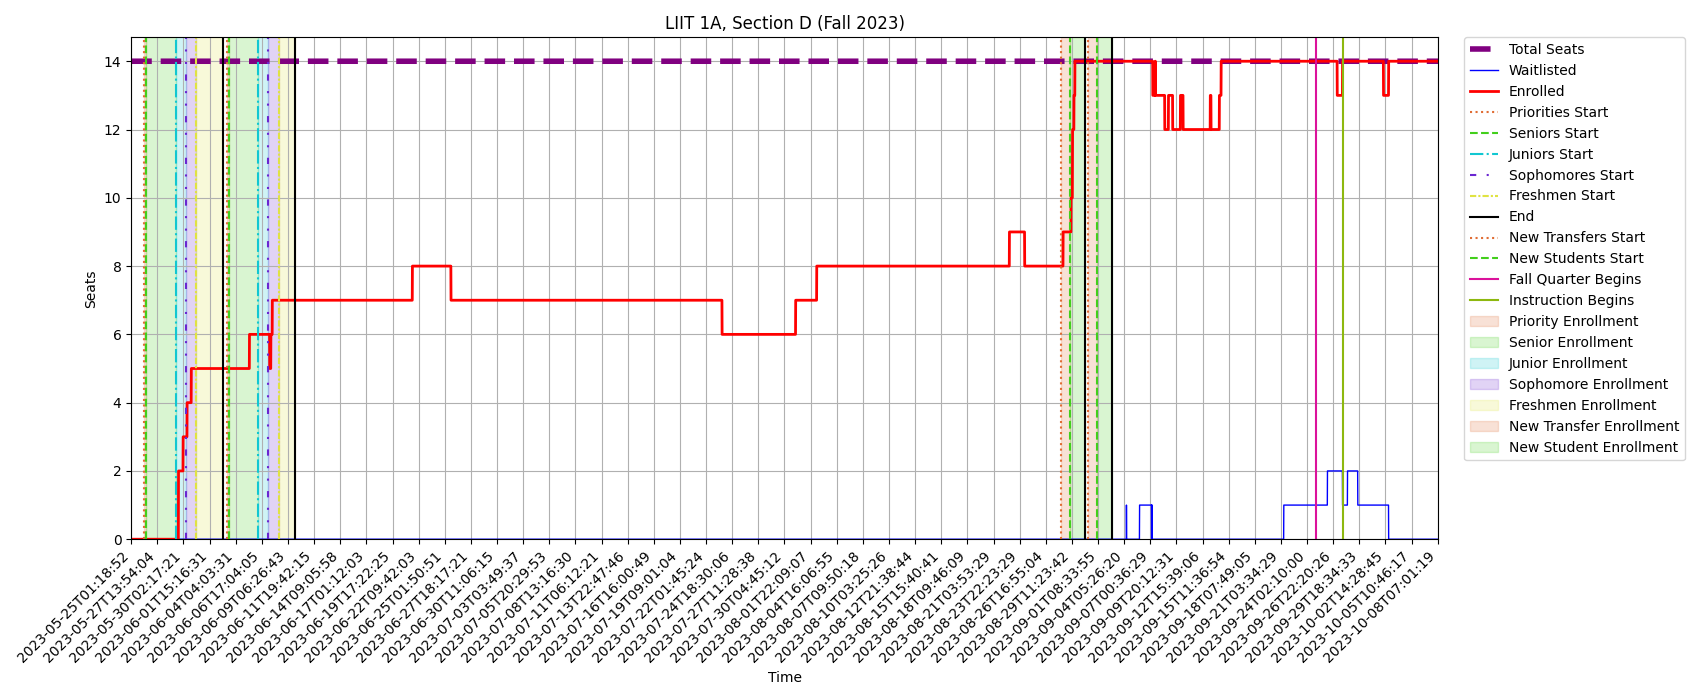 LIIT 1A, Section D (Fall 2023)
Seats
14
12
10
8
6
4
2
0
2023-05-25T01:18:52
2023-05-27T13:54:04
2023-05-30T02:17:21
2023-06-01T15:16:31
2023-06-04T04:03:31
2023-06-06T17:04:05
2023-06-09T06:26:43
2023-06-11T19:42:15
2023-06-14T09:05:58
2023-06-17T01:12:03
2023-06-19T17:22:25
2023-06-22T09:42:03
2023-06-25T01:50:51
2023-06-27T18:17:21
2023-06-30T11:06:15
2023-07-03T03:49:37
2023-07-05T20:29:53
2023-07-08T13:16:30
2023-07-11T06:12:21
2023-07-13T22:47:46
2023-07-16T16:00:49
2023-07-19T09:01:04
2023-07-22T01:45:24
2023-07-24T18:30:06
2023-07-27T11:28:38
2023-07-30T04:45:12
2023-08-01T22:09:07
2023-08-04T16:06:55
2023-08-07T09:50:18
2023-08-10T03:25:26
2023-08-12T21:38:44
2023-08-15T15:40:41
2023-08-18T09:46:09
2023-08-21T03:53:29
2023-08-23T22:23:29
2023-08-26T16:55:04
2023-08-29T11:23:42
2023-09-01T08:33:55
2023-09-04T05:26:20
2023-09-07T00:36:29
2023-09-09T20:12:31
2023-09-12T15:39:06
2023-09-15T11:36:54
2023-09-18T07:49:05
2023-09-21T03:34:29
2023-09-24T02:10:00
2023-09-26T22:20:26
2023-09-29T18:34:33
2023-10-02T14:28:45
2023-10-05T10:46:17
2023-10-08T07:01:19
Time
Total Seats
Waitlisted
Enrolled
Priorities Start
Seniors Start
Juniors Start
Sophomores Start
Freshmen Start
End
New Transfers Start
New Students Start
Fall Quarter Begins
Instruction Begins
Priority Enrollment
Senior Enrollment
Junior Enrollment
Sophomore Enrollment
Freshmen Enrollment
New Transfer Enrollment
New Student Enrollment